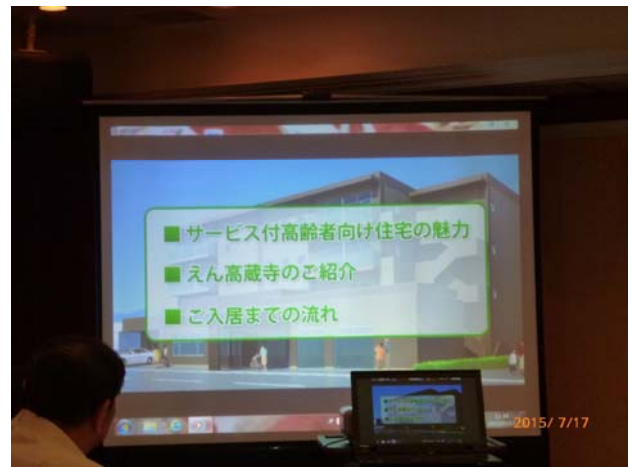 ■ サービス付高齢者向け住宅の魅力
■ えん高蔵寺のご紹介
■ ご入居までの流れ
2015/ 7/17